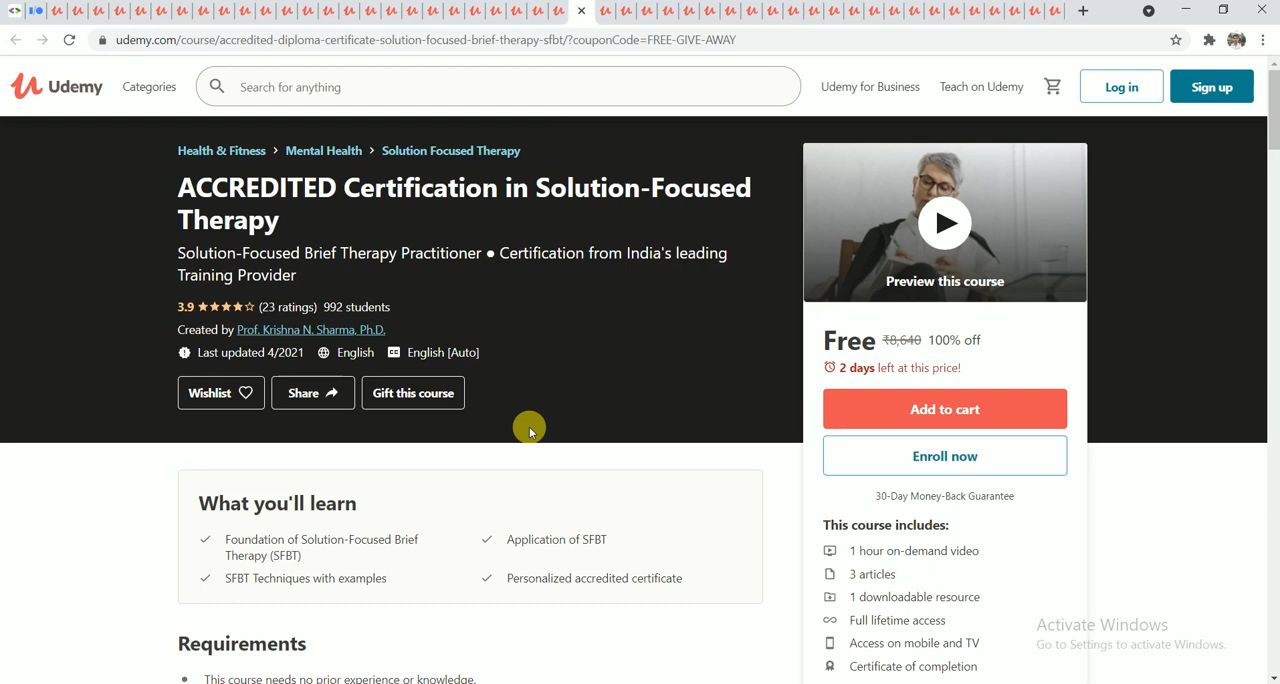 udemy.com/course/accredited-diploma-certificate-solution-focused-brief-therapy-sfbt/?couponCode=FREE-GIVE-AWAY
Udemy Categories Search for anything Udemy for Business Teach on Udemy Log in Sign up
Health & Fitness > Mental Health > Solution Focused Therapy
ACCREDITED Certification in Solution-Focused
Therapy
Solution-Focused Brief Therapy Practitioner ● Certification from India's leading
Training Provider
3.9 (23 ratings) 992 students
Created by Prof. Krishna N. Sharma, Ph.D.
Last updated 4/2021 English CC English [Auto]
Wishlist Share Gift this course
Preview this course
Free ₹8,640 100% off
2 days left at this price!
Add to cart
Enroll now
30-Day Money-Back Guarantee
This course includes:
1 hour on-demand video
3 articles
1 downloadable resource
Full lifetime access
Access on mobile and TV
Certificate of completion
What you'll learn
Foundation of Solution-Focused Brief
Therapy (SFBT)
Application of SFBT
SFBT Techniques with examples
Personalized accredited certificate
Requirements
This course needs no prior experience or knowledge.
Activate Windows
Go to Settings to activate Windows.